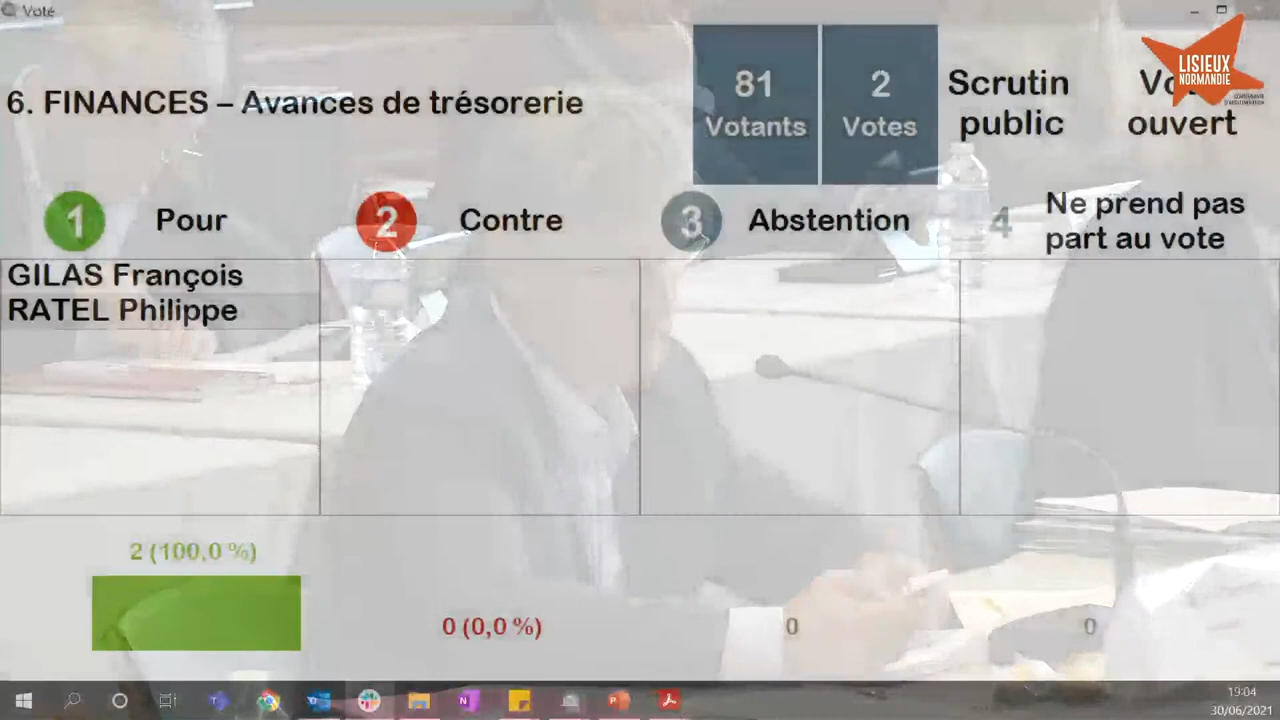 Vote
6. FINANCES – Avances de trésorerie
81
Votants
2
Votes
Scrutin
public
ouvert
LISIEUX
NORMANDIE
1 Pour
2 Contre
3 Abstention
4 Ne prend pas
part au vote
GILAS François
RATEL Philippe
2 (100,0 %)
0 (0,0 %)
0
0
19:04
30/06/2021